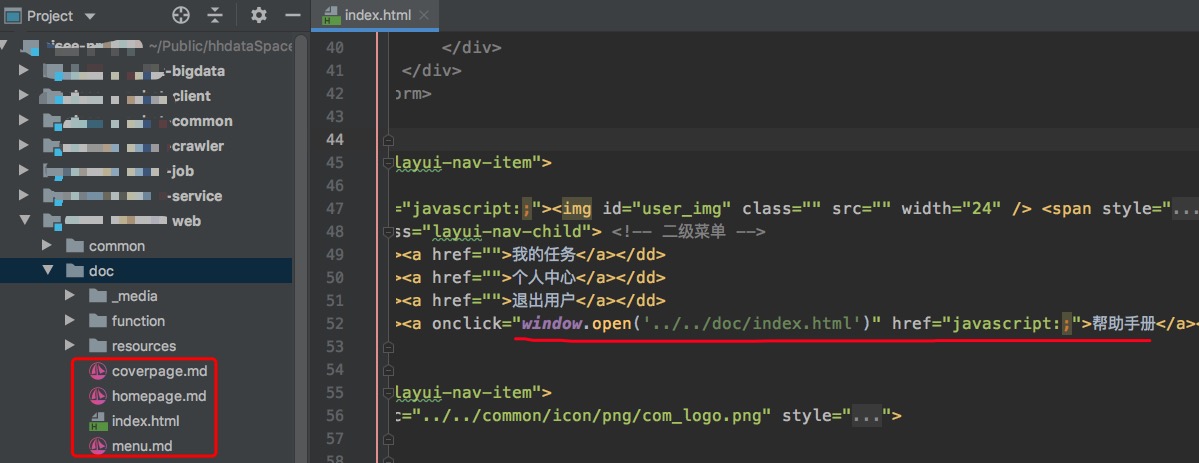 Project
index.html
~/Public/hhdataSpace
-bigdata
client
-common
-crawler
-job
-service
web
common
doc
_media
function
resources
coverpage.md
homepage.md
index.html
menu.md
40 </div>
41 </div>
42 orm>
43
44
45 layui-nav-item">
46
47 ="javascript:;"><img id="user_img" class="" src="" width="24" /> <span style="...
48 ss="layui-nav-child"> <!-- 二级菜单 -->
49 ><a href="">我的任务</a></dd>
50 ><a href="">个人中心</a></dd>
51 ><a href="">退出用户</a></dd>
52 ><a onclick="window.open('../../doc/index.html')" href="javascript:;">帮助手册</a><
53
54
55 layui-nav-item">
56 c="../../common/icon/png/com_logo.png" style="...">
57
58